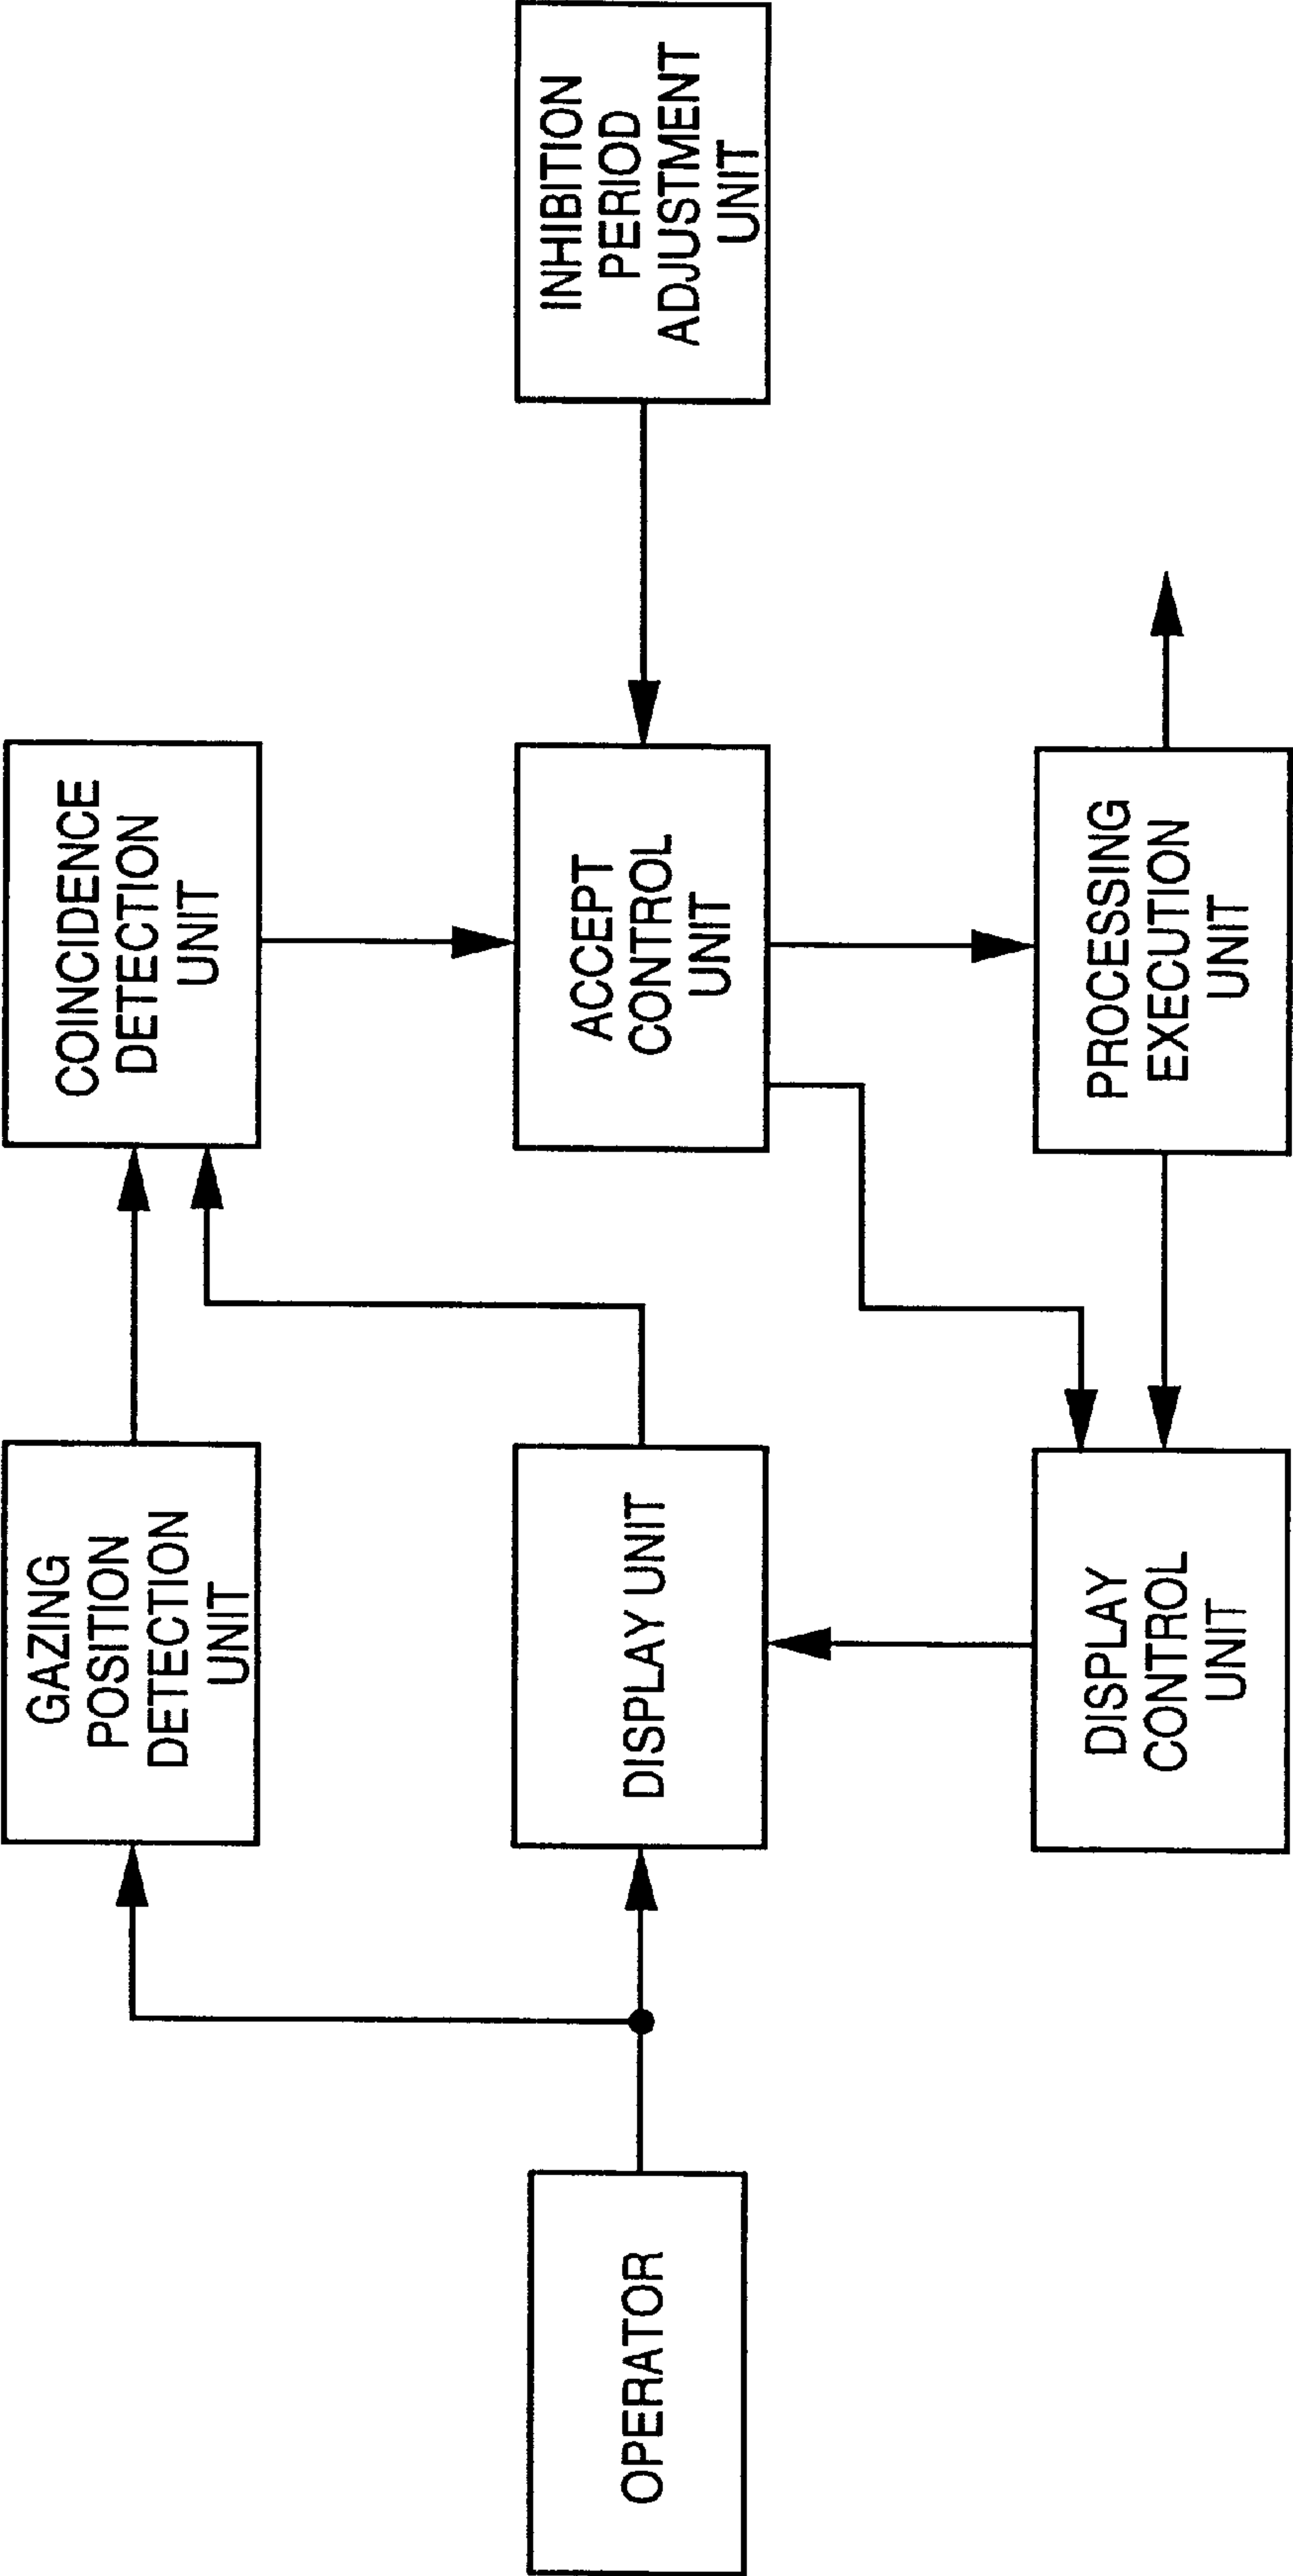 OPERATOR
GAZING
POSITION
DETECTION
UNIT
DISPLAY UNIT
DISPLAY
CONTROL
UNIT
COINCIDENCE
DETECTION
UNIT
ACCEPT
CONTROL
UNIT
PROCESSING
EXECUTION
UNIT
INHIBITION
PERIOD
ADJUSTMENT
UNIT